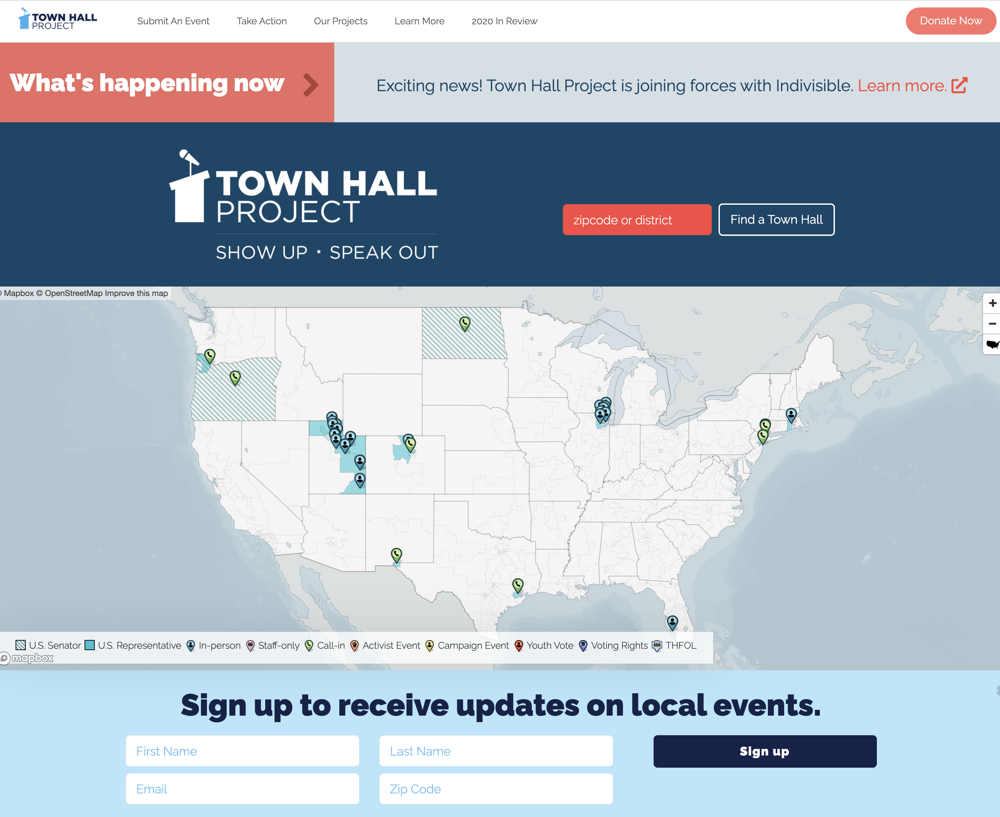 TOWN HALL
PROJECT
Submit An Event
Take Action
Our Projects
Learn More
2020 In Review
Donate Now
What's happening now
Exciting news! Town Hall Project is joining forces with Indivisible. Learn more.
TOWN HALL
PROJECT
SHOW UP ★ SPEAK OUT
zipcode or district
Find a Town Hall
© Mapbox © OpenStreetMap Improve this map
U.S. Senator U.S. Representative In-person Staff-only Call-in Activist Event Campaign Event Youth Vote Voting Rights THFOL
mapbox
Sign up to receive updates on local events.
First Name
Last Name
Sign up
Email
Zip Code